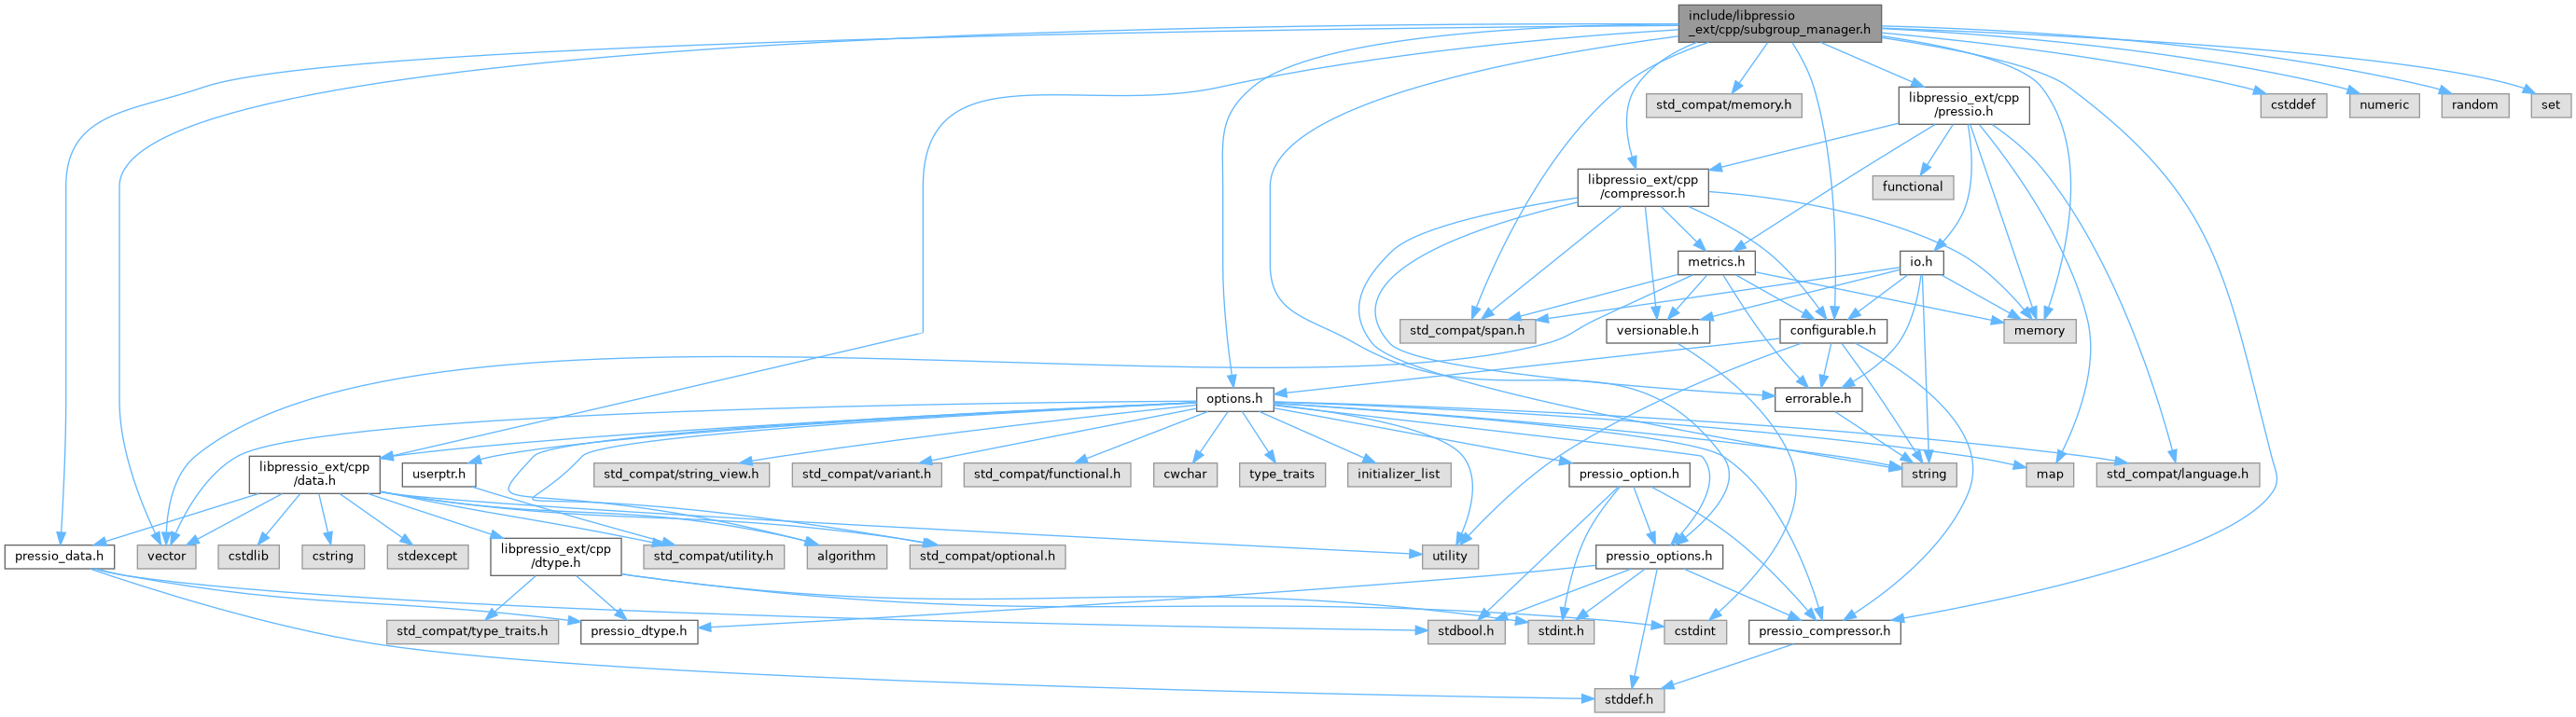 include/libpressio
_ext/cpp/subgroup_manager.h
std_compat/memory.h
libpressio_ext/cpp
/pressio.h
cstddef
numeric
random
set
libpressio_ext/cpp
/compressor.h
functional
metrics.h
io.h
std_compat/span.h
versionable.h
configurable.h
memory
options.h
errorable.h
libpressio_ext/cpp
/data.h
userptr.h
std_compat/string_view.h
std_compat/variant.h
std_compat/functional.h
cwchar
type_traits
initializer_list
pressio_option.h
string
map
std_compat/language.h
pressio_data.h
vector
cstdlib
cstring
stdexcept
libpressio_ext/cpp
/dtype.h
std_compat/utility.h
algorithm
std_compat/optional.h
utility
pressio_options.h
std_compat/type_traits.h
pressio_dtype.h
stdbool.h
stdint.h
cstdint
pressio_compressor.h
stddef.h